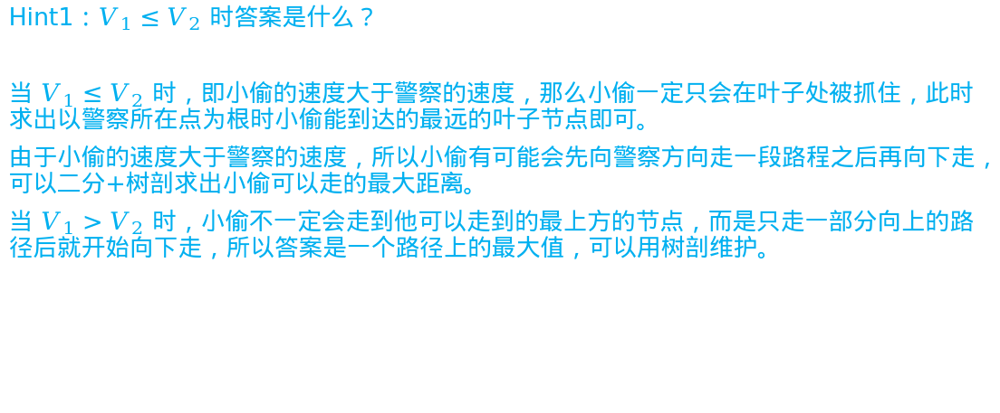 Hint1：V₁ ≤ V₂ 时答案是什么？
当 V₁ ≤ V₂ 时，即小偷的速度大于警察的速度，那么小偷一定只会在叶子处被抓住，此时
求出以警察所在点为根时小偷能到达的最远的叶子节点即可。
由于小偷的速度大于警察的速度，所以小偷有可能会先向警察方向走一段路程之后再向下走，
可以二分+树剖求出小偷可以走的最大距离。
当 V₁ > V₂ 时，小偷不一定会走到他可以走到的最上方的节点，而是只走一部分向上的路
径后就开始向下走，所以答案是一个路径上的最大值，可以用树剖维护。